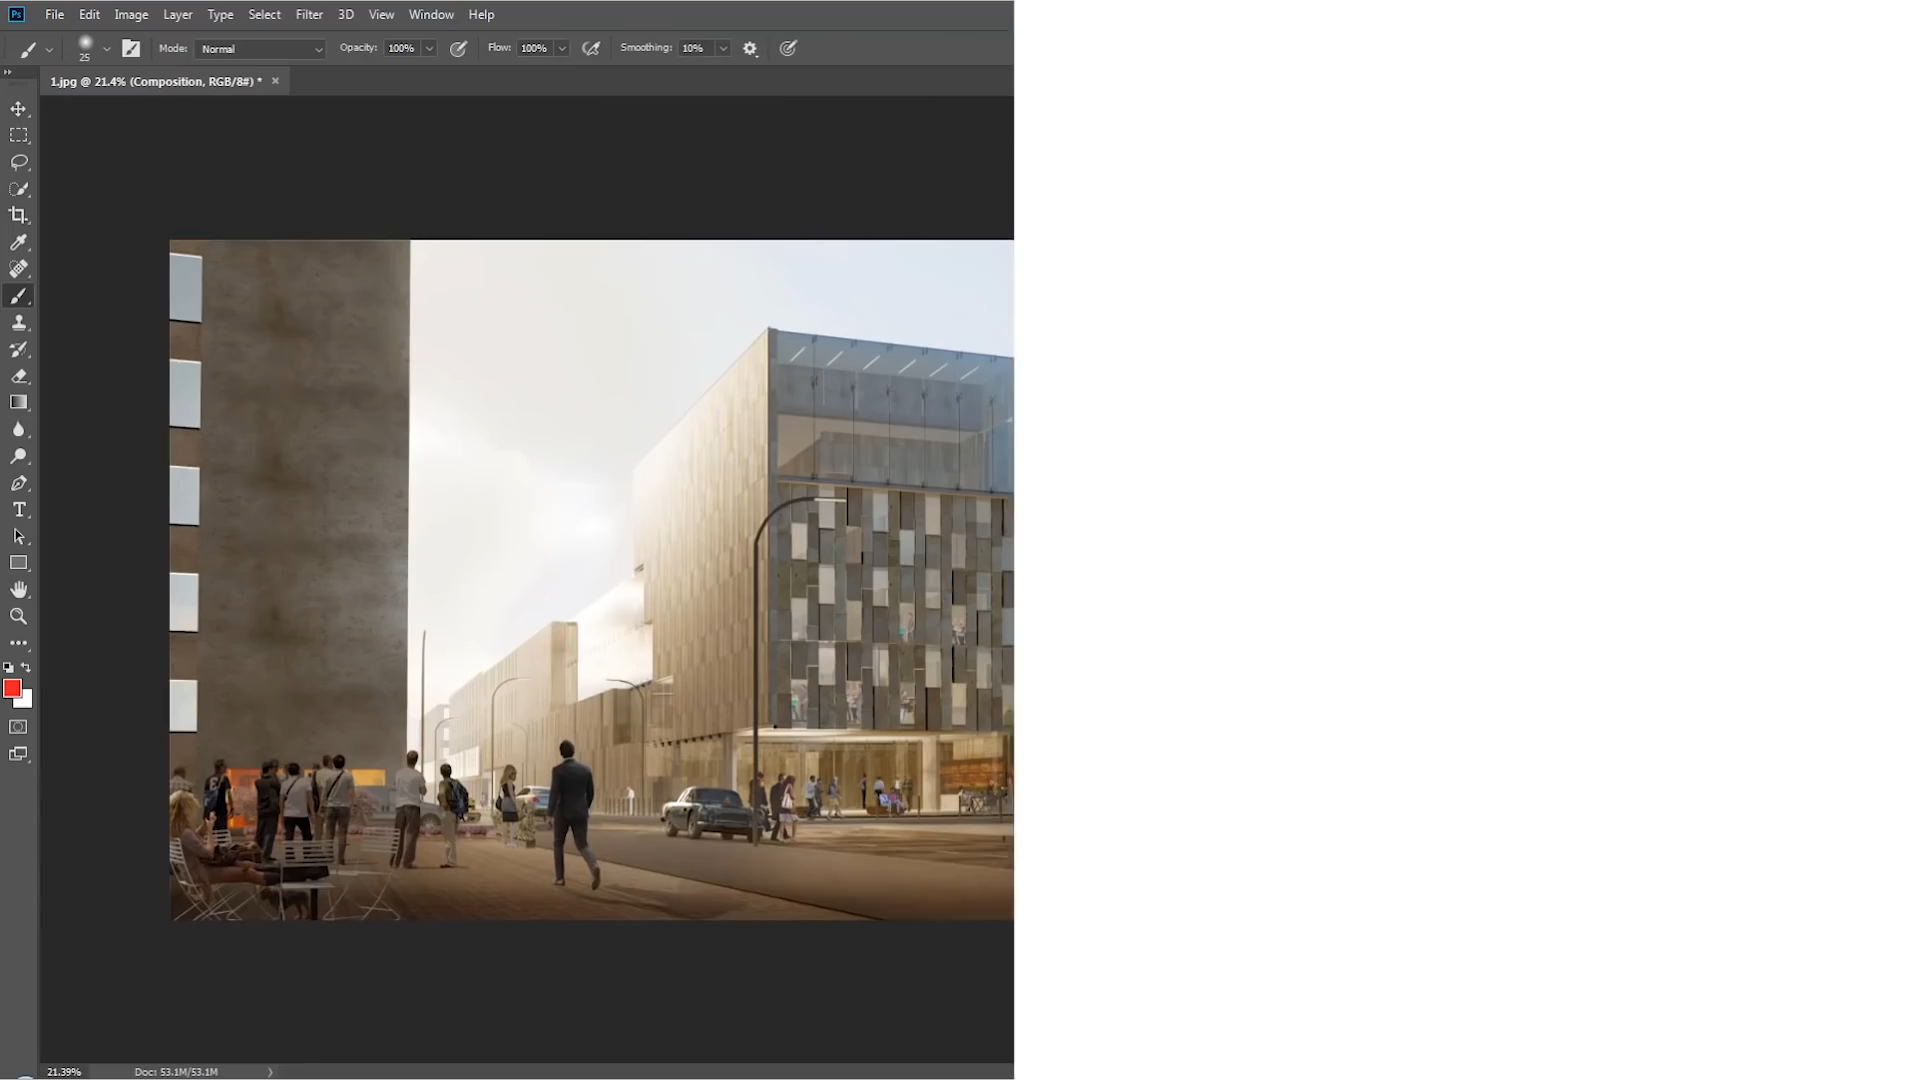 Ps File Edit Image Layer Type Select Filter 3D View Window Help
25 Mode: Normal Opacity: 100% Flow: 100% Smoothing: 10%
1.jpg @ 21.4% (Composition, RGB/8#) * ×
T
21.39% Doc: 53.1M/53.1M